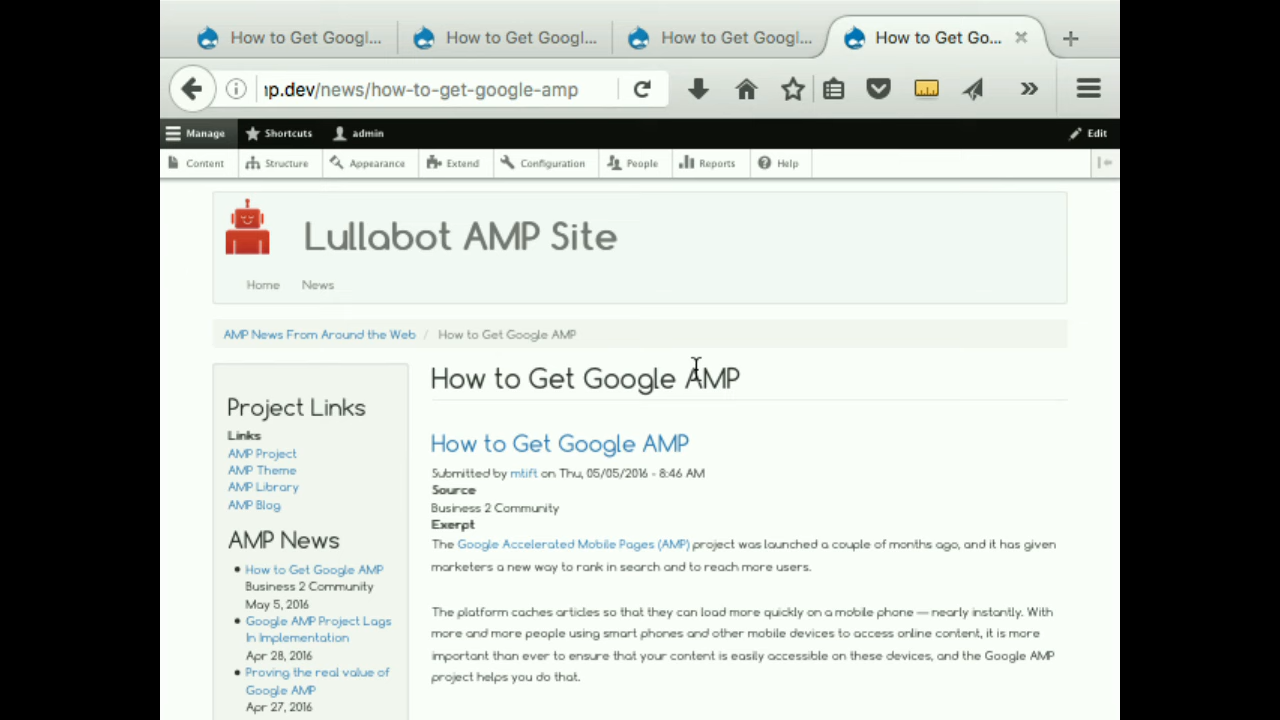 How to Get Googl...
How to Get Googl...
How to Get Googl...
How to Get Go...
p.dev/news/how-to-get-google-amp
Manage
Shortcuts
admin
Edit
Content
Structure
Appearance
Extend
Configuration
People
Reports
Help
Lullabot AMP Site
Home
News
AMP News From Around the Web / How to Get Google AMP
Project Links
Links
AMP Project
AMP Theme
AMP Library
AMP Blog
AMP News
How to Get Google AMP
Business 2 Community
May 5, 2016
Google AMP Project Lags
In Implementation
Apr 28, 2016
Proving the real value of
Google AMP
Apr 27, 2016
How to Get Google AMP
How to Get Google AMP
Submitted by mtift on Thu, 05/05/2016 - 8:46 AM
Source
Business 2 Community
Exerpt
The Google Accelerated Mobile Pages (AMP) project was launched a couple of months ago, and it has given
marketers a new way to rank in search and to reach more users.
The platform caches articles so that they can load more quickly on a mobile phone — nearly instantly. With
more and more people using smart phones and other mobile devices to access online content, it is more
important than ever to ensure that your content is easily accessible on these devices, and the Google AMP
project helps you do that.